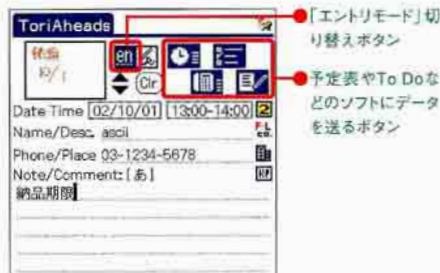 ToriAheads
依頼
10/1
en
Clr
Date Time 02/10/01 13:00-14:00 2
Name/Desc. ascii
Phone/Place 03-1234-5678
Note/Comment: [あ]
納品期限
「エントリモード」切
り替えボタン
予定表やTo Doな
どのソフトにデータ
を送るボタン